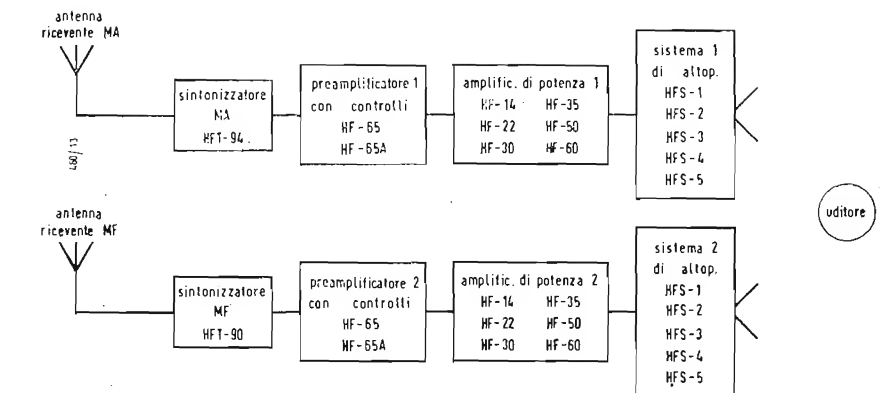 antenna
ricevente MA
sintonizzatore
MA
HFT-94
preamplificatore 1
con controlli
HF-65
HF-65A
amplific. di potenza 1
HF-14 HF-35
HF-22 HF-50
HF-30 HF-60
sistema 1
di altop.
HFS-1
HFS-2
HFS-3
HFS-4
HFS-5
480/13
uditore
antenna
ricevente MF
sintonizzatore
MF
HFT-90
preamplificatore 2
con controlli
HF-65
HF-65A
amplific. di potenza 2
HF-14 HF-35
HF-22 HF-50
HF-30 HF-60
sistema 2
di altop.
HFS-1
HFS-2
HFS-3
HFS-4
HFS-5